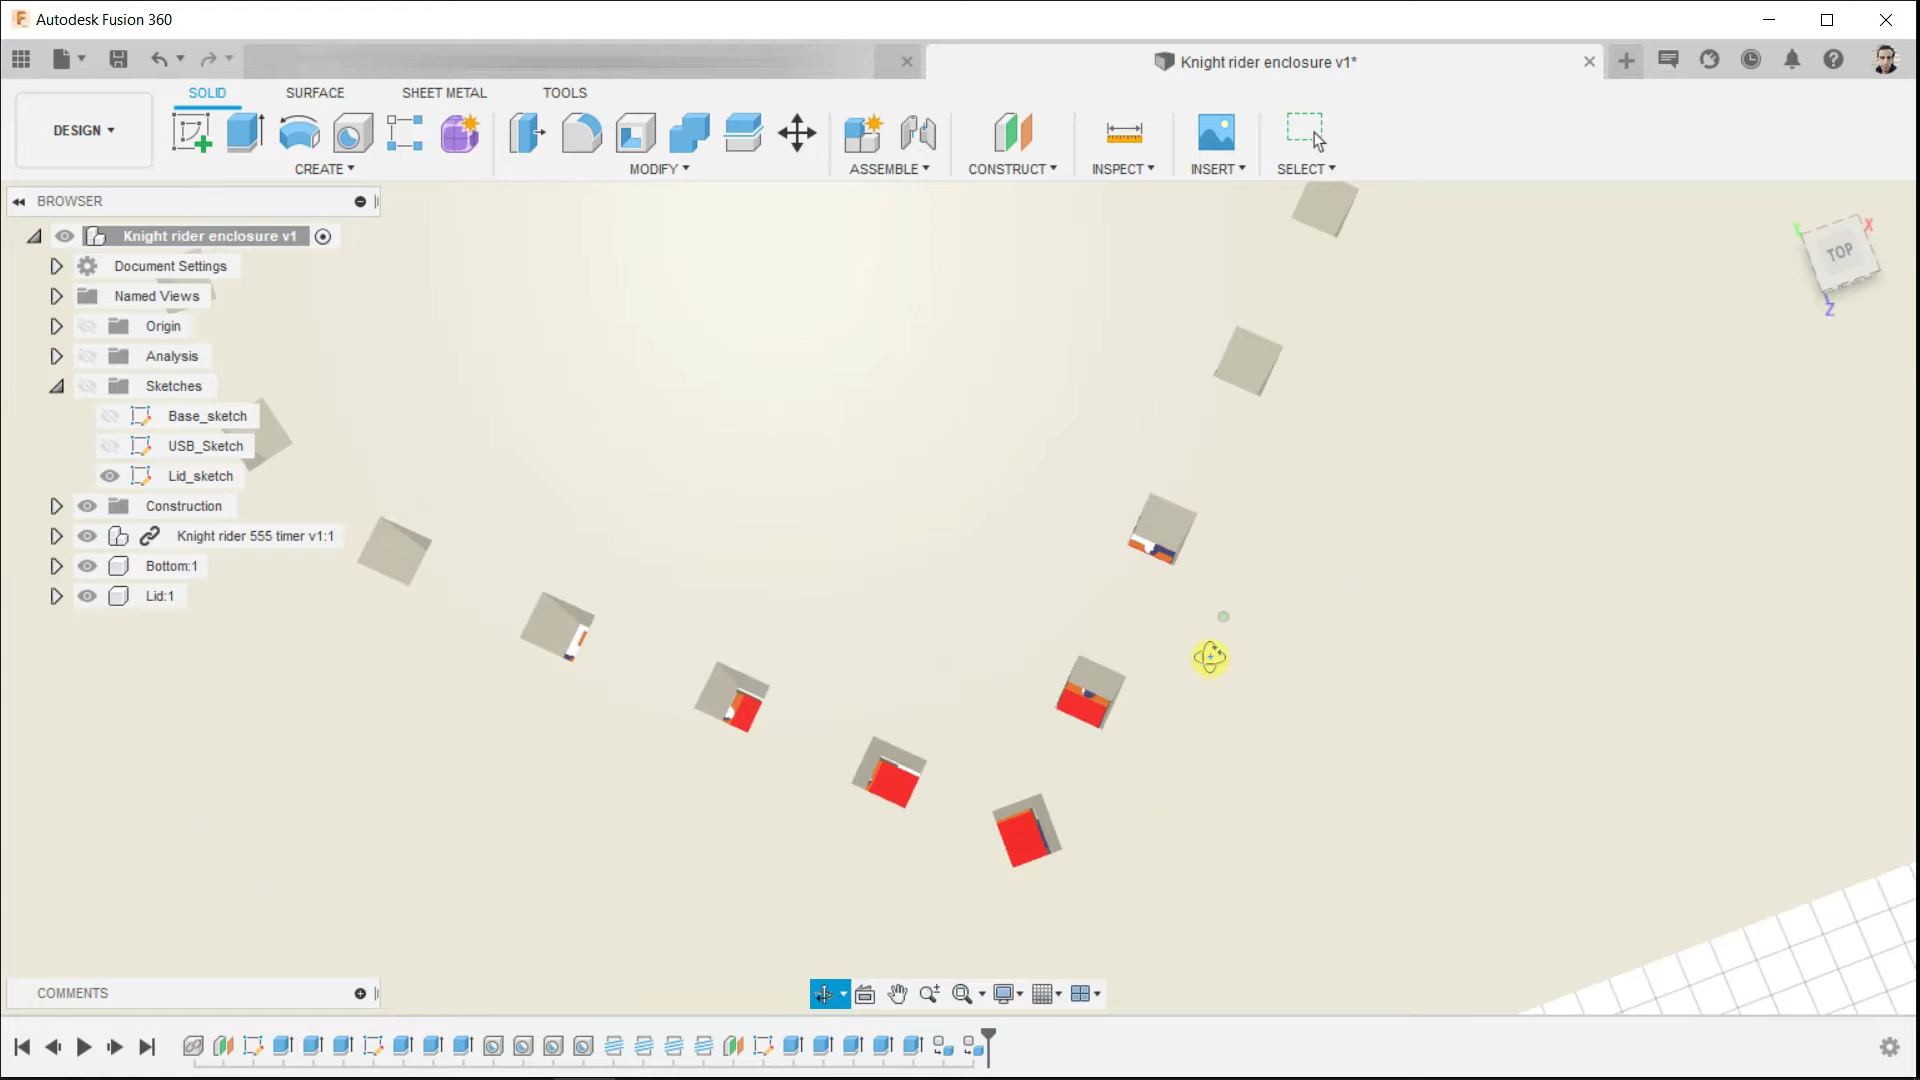 Autodesk Fusion 360
Knight rider enclosure v1*
SOLID SURFACE SHEET METAL TOOLS
DESIGN
CREATE MODIFY ASSEMBLE CONSTRUCT INSPECT INSERT SELECT
BROWSER
Knight rider enclosure v1
Document Settings
Named Views
Origin
Analysis
Sketches
Base_sketch
USB_Sketch
Lid_sketch
Construction
Knight rider 555 timer v1:1
Bottom:1
Lid:1
X
Y
TOP
Z
COMMENTS